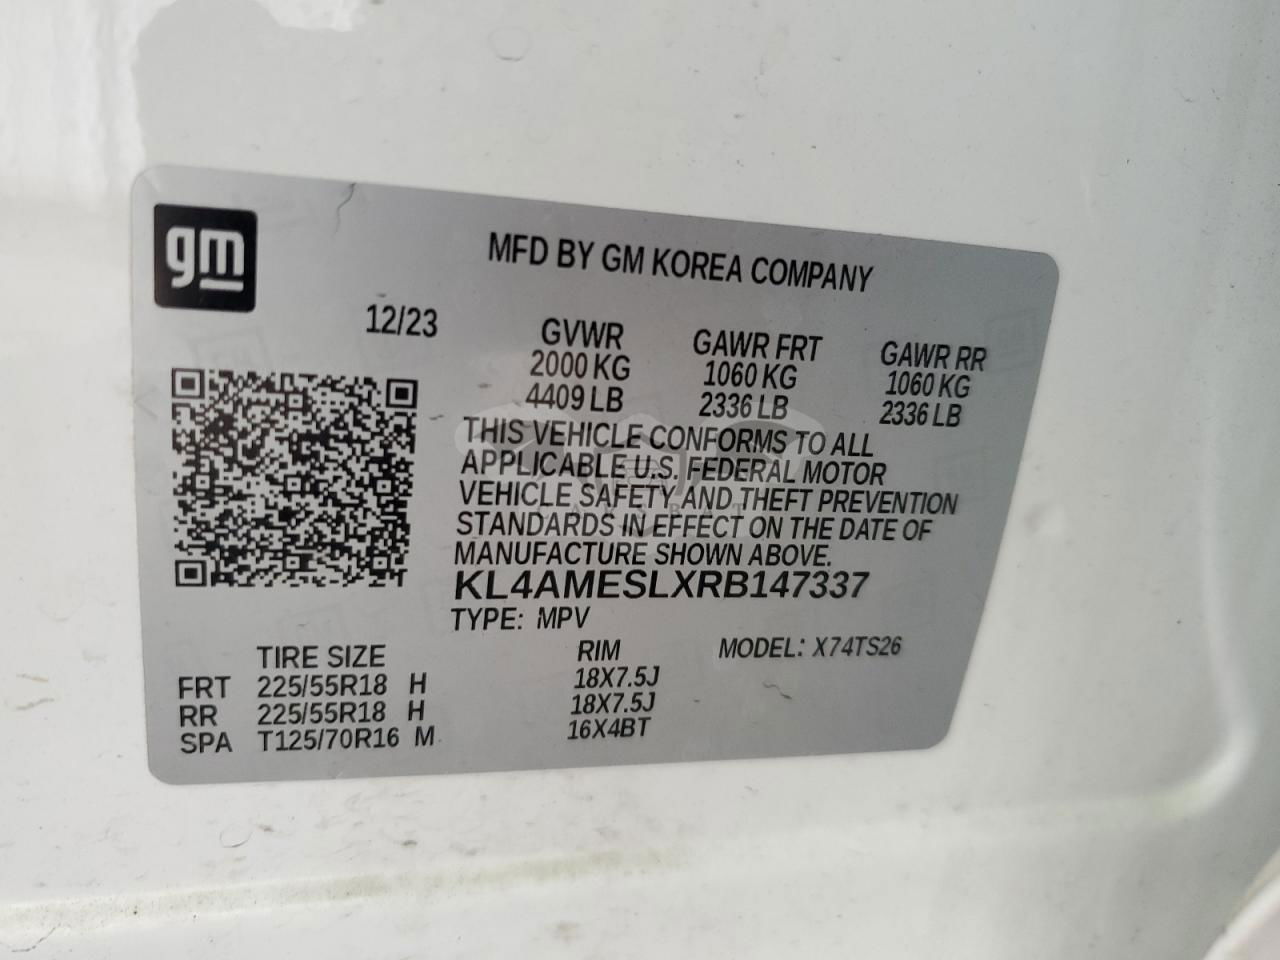 gm
MFD BY GM KOREA COMPANY
12/23
GVWR GAWR FRT GAWR RR
2000 KG 1060 KG 1060 KG
4409 LB 2336 LB 2336 LB
THIS VEHICLE CONFORMS TO ALL
APPLICABLE U.S. FEDERAL MOTOR
VEHICLE SAFETY AND THEFT PREVENTION
STANDARDS IN EFFECT ON THE DATE OF
MANUFACTURE SHOWN ABOVE.
KL4AMESLXRB147337
TYPE: MPV
MODEL: X74TS26
TIRE SIZE RIM
FRT 225/55R18 H 18X7.5J
RR 225/55R18 H 18X7.5J
SPA T125/70R16 M 16X4BT